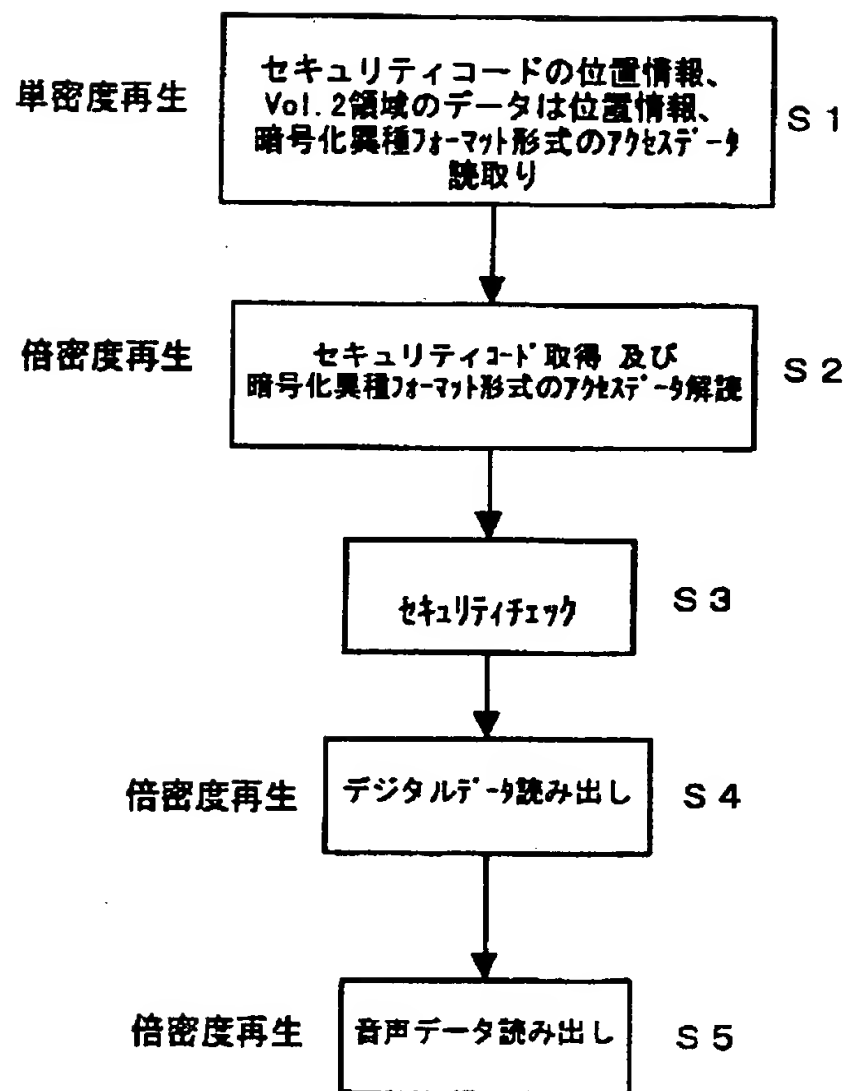 単密度再生
セキュリティコードの位置情報、
Vol.2領域のデータは位置情報、
暗号化異種ﾌｫｰﾏｯﾄ形式のｱｸｾｽﾃﾞｰﾀ
読取り
S1
倍密度再生
セキュリティｺｰﾄﾞ取得 及び
暗号化異種ﾌｫｰﾏｯﾄ形式のｱｸｾｽﾃﾞｰﾀ解読
S2
ｾｷｭﾘﾃｨﾁｪｯｸ
S3
倍密度再生
デジタルﾃﾞｰﾀ読み出し
S4
倍密度再生
音声データ読み出し
S5